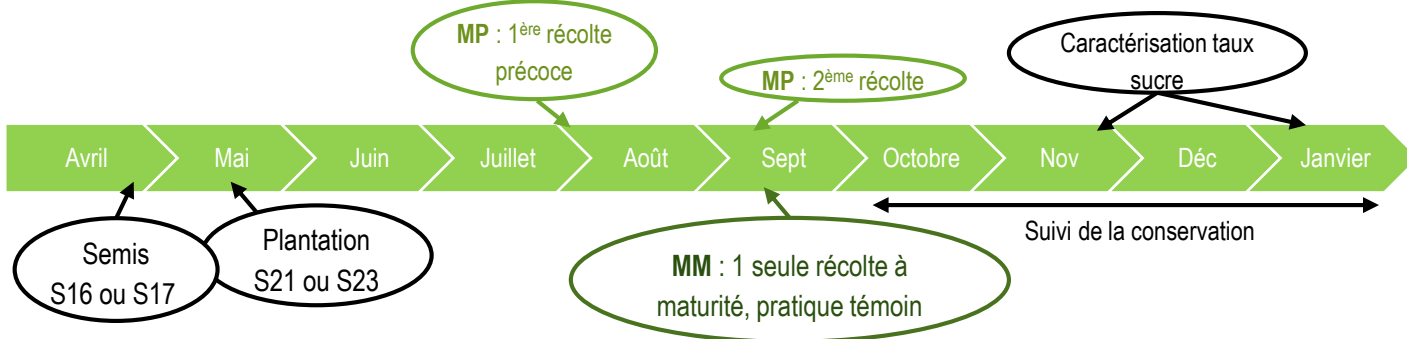 MP : 1ère récolte
précoce
MP : 2ème récolte
Caractérisation taux
sucre
Avril
Mai
Juin
Juillet
Août
Sept
Octobre
Nov
Déc
Janvier
Semis
S16 ou S17
Plantation
S21 ou S23
MM : 1 seule récolte à
maturité, pratique témoin
Suivi de la conservation